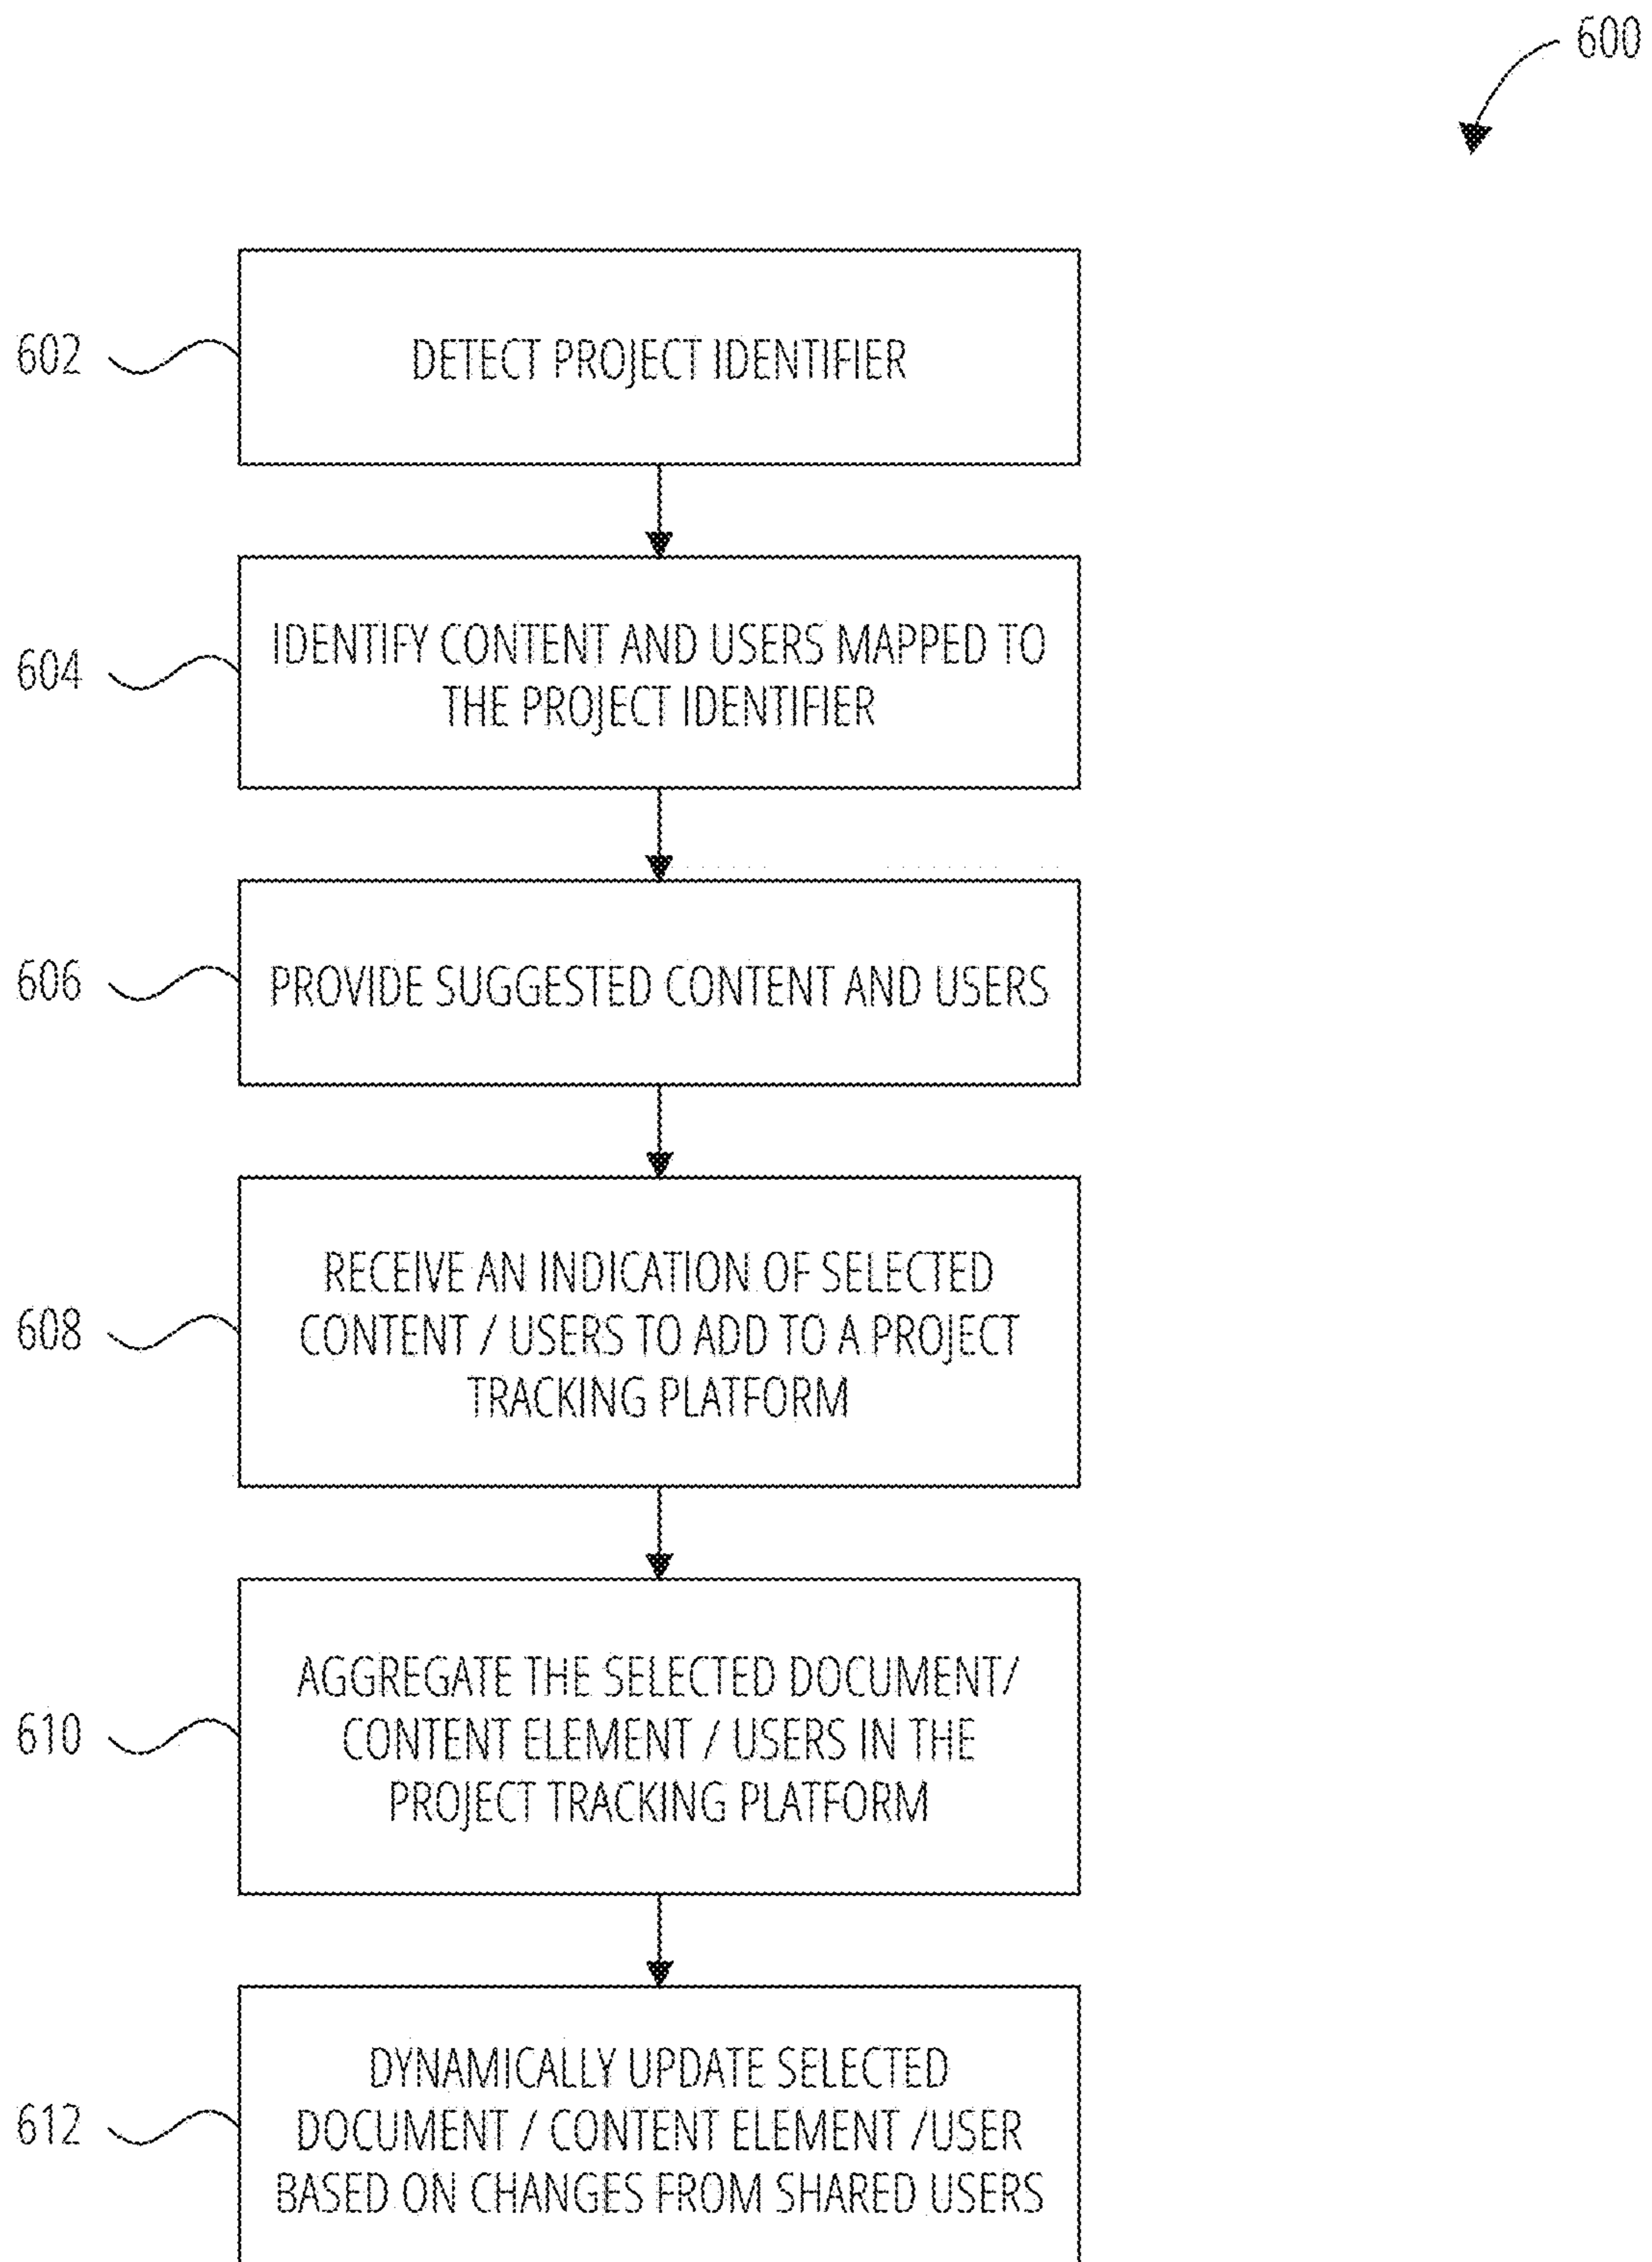 600
602
DETECT PROJECT IDENTIFIER
604
IDENTIFY CONTENT AND USERS MAPPED TO
THE PROJECT IDENTIFIER
606
PROVIDE SUGGESTED CONTENT AND USERS
608
RECEIVE AN INDICATION OF SELECTED
CONTENT / USERS TO ADD TO A PROJECT
TRACKING PLATFORM
610
AGGREGATE THE SELECTED DOCUMENT/
CONTENT ELEMENT / USERS IN THE
PROJECT TRACKING PLATFORM
612
DYNAMICALLY UPDATE SELECTED
DOCUMENT / CONTENT ELEMENT /USER
BASED ON CHANGES FROM SHARED USERS